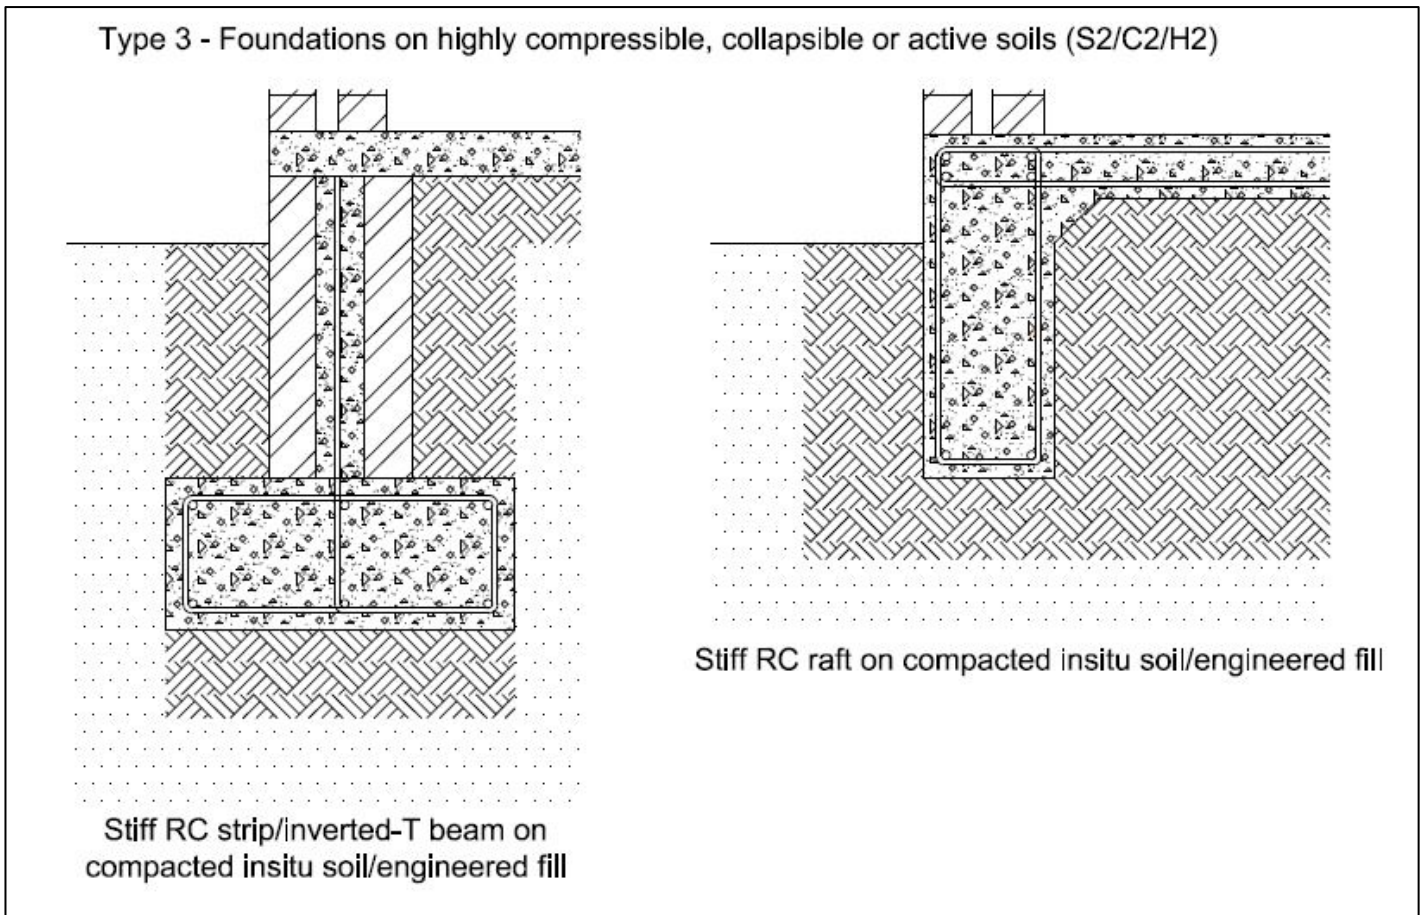 Type 3 - Foundations on highly compressible, collapsible or active soils (S2/C2/H2)
Stiff RC strip/inverted-T beam on
compacted insitu soil/engineered fill
Stiff RC raft on compacted insitu soil/engineered fill